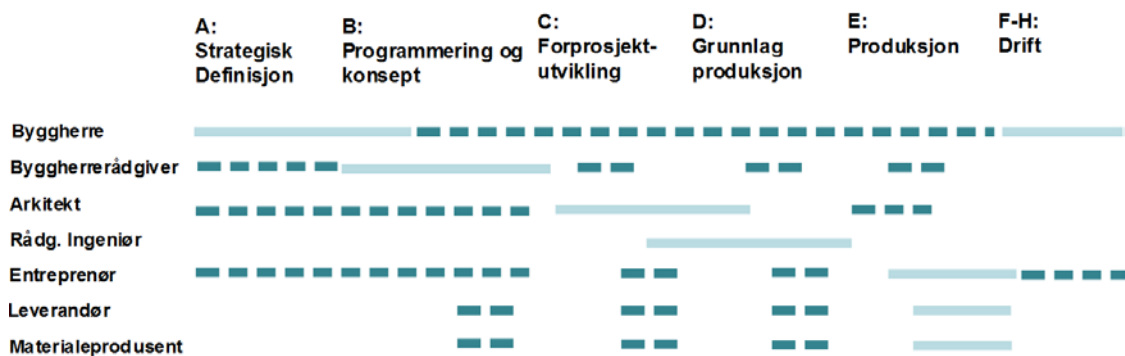 A:
Strategisk
Definisjon
B:
Programmering og
konsept
C:
Forprosjekt-
utvikling
D:
Grunnlag
produksjon
E:
Produksjon
F-H:
Drift
Byggherre
Byggherrerådgiver
Arkitekt
Rådg. Ingeniør
Entreprenør
Leverandør
Materialeprodusent